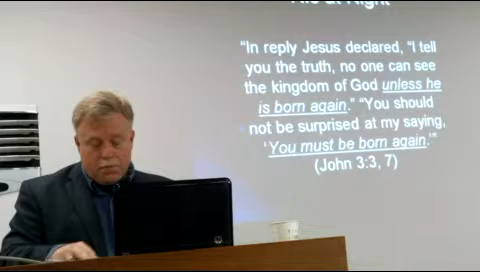 "In reply Jesus declared, "I tell
you the truth, no one can see
the kingdom of God unless he
is born again." "You should
not be surprised at my saying,
'You must be born again.'"
(John 3:3, 7)